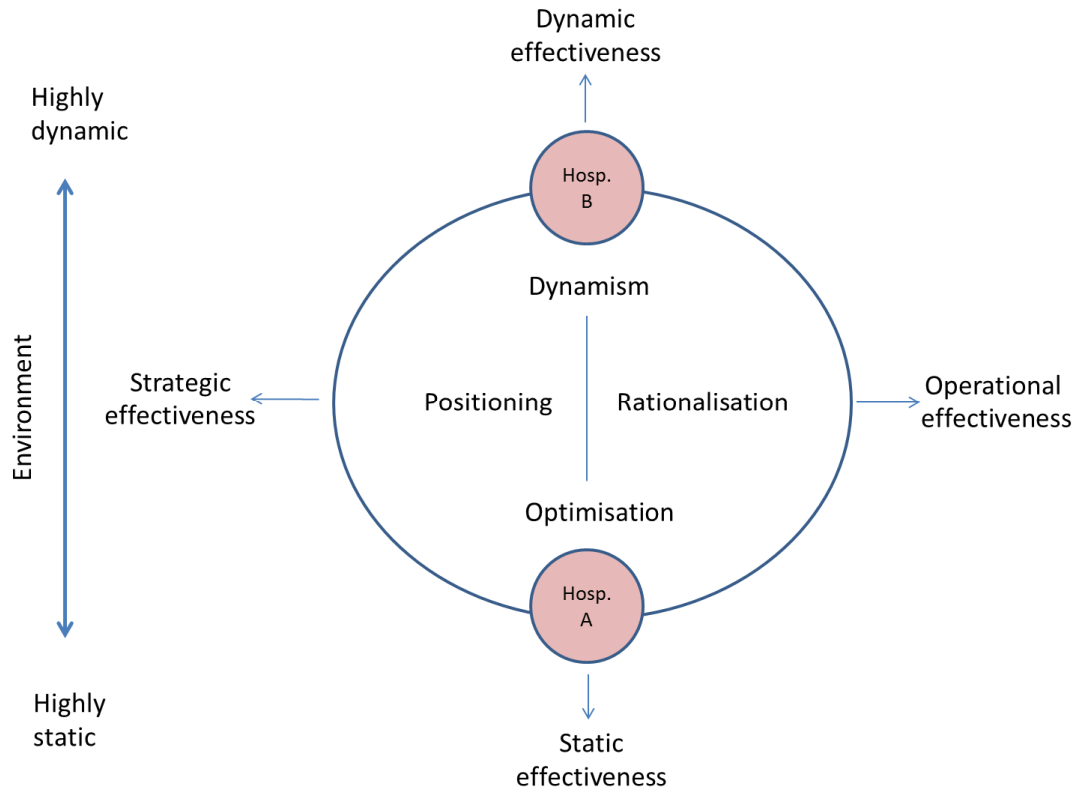 Dynamic
effectiveness
Highly
dynamic
Hosp.
B
Dynamism
Environment
Strategic
effectiveness
Positioning
Rationalisation
Operational
effectiveness
Optimisation
Hosp.
A
Highly
static
Static
effectiveness